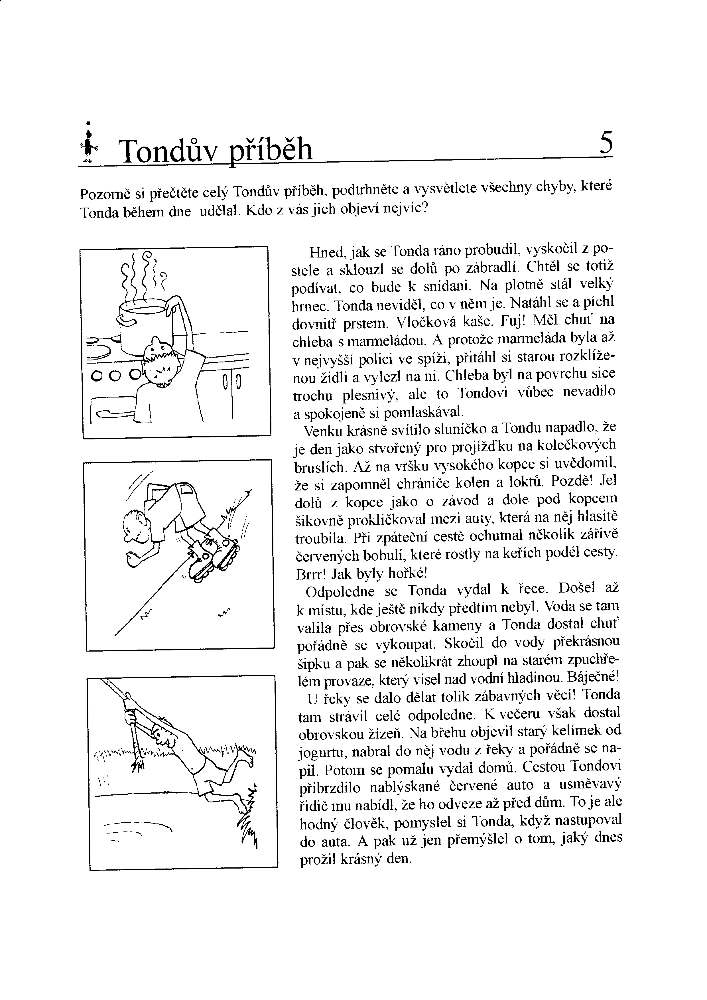 Tondův příběh 5
Pozorně si přečtěte celý Tondův příběh, podtrhněte a vysvětlete všechny chyby, které
Tonda během dne udělal. Kdo z vás jich objeví nejvíc?
Hned, jak se Tonda ráno probudil, vyskočil z po-
stele a sklouzl se dolů po zábradlí. Chtěl se totiž
podívat, co bude k snídani. Na plotně stál velký
hrnec. Tonda neviděl, co v něm je. Natáhl se a píchl
dovnitř prstem. Vločková kaše. Fuj! Měl chuť na
chleba s marmeládou. A protože marmeláda byla až
v nejvyšší polici ve spíži, přitáhl si starou rozklíže-
nou židli a vylezl na ni. Chleba byl na povrchu sice
trochu plesnivý, ale to Tondovi vůbec nevadilo
a spokojeně si pomlaskával.
Venku krásně svítilo sluníčko a Tondu napadlo, že
je den jako stvořený pro projížďku na kolečkových
bruslích. Až na vršku vysokého kopce si uvědomil,
že si zapomněl chrániče kolen a loktů. Pozdě! Jel
dolů z kopce jako o závod a dole pod kopcem
šikovně prokličkoval mezi auty, která na něj hlasitě
troubila. Při zpáteční cestě ochutnal několik zářivě
červených bobulí, které rostly na keřích podél cesty.
Brrr! Jak byly hořké!
Odpoledne se Tonda vydal k řece. Došel až
k místu, kde ještě nikdy předtím nebyl. Voda se tam
valila přes obrovské kameny a Tonda dostal chuť
pořádně se vykoupat. Skočil do vody překrásnou
šipku a pak se několikrát zhoupl na starém zpuchře-
lém provaze, který visel nad vodní hladinou. Báječné!
U řeky se dalo dělat tolik zábavných věcí! Tonda
tam strávil celé odpoledne. K večeru však dostal
obrovskou žízeň. Na břehu objevil starý kelímek od
jogurtu, nabral do něj vodu z řeky a pořádně se na-
pil. Potom se pomalu vydal domů. Cestou Tondovi
přibrzdilo nablýskané červené auto a usměvavý
řidič mu nabídl, že ho odveze až před dům. To je ale
hodný člověk, pomyslel si Tonda, když nastupoval
do auta. A pak už jen přemýšlel o tom, jaký dnes
prožil krásný den.